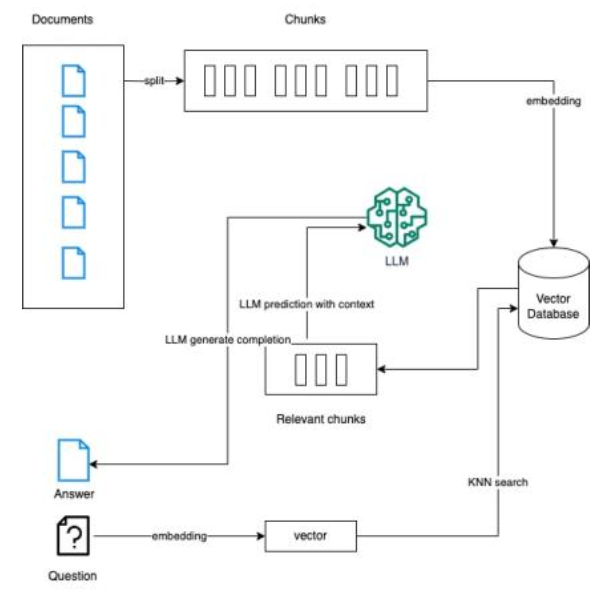 Documents
Chunks
split
embedding
LLM
LLM prediction with context
Vector
Database
LLM generate completion
Relevant chunks
KNN search
Answer
embedding
vector
Question